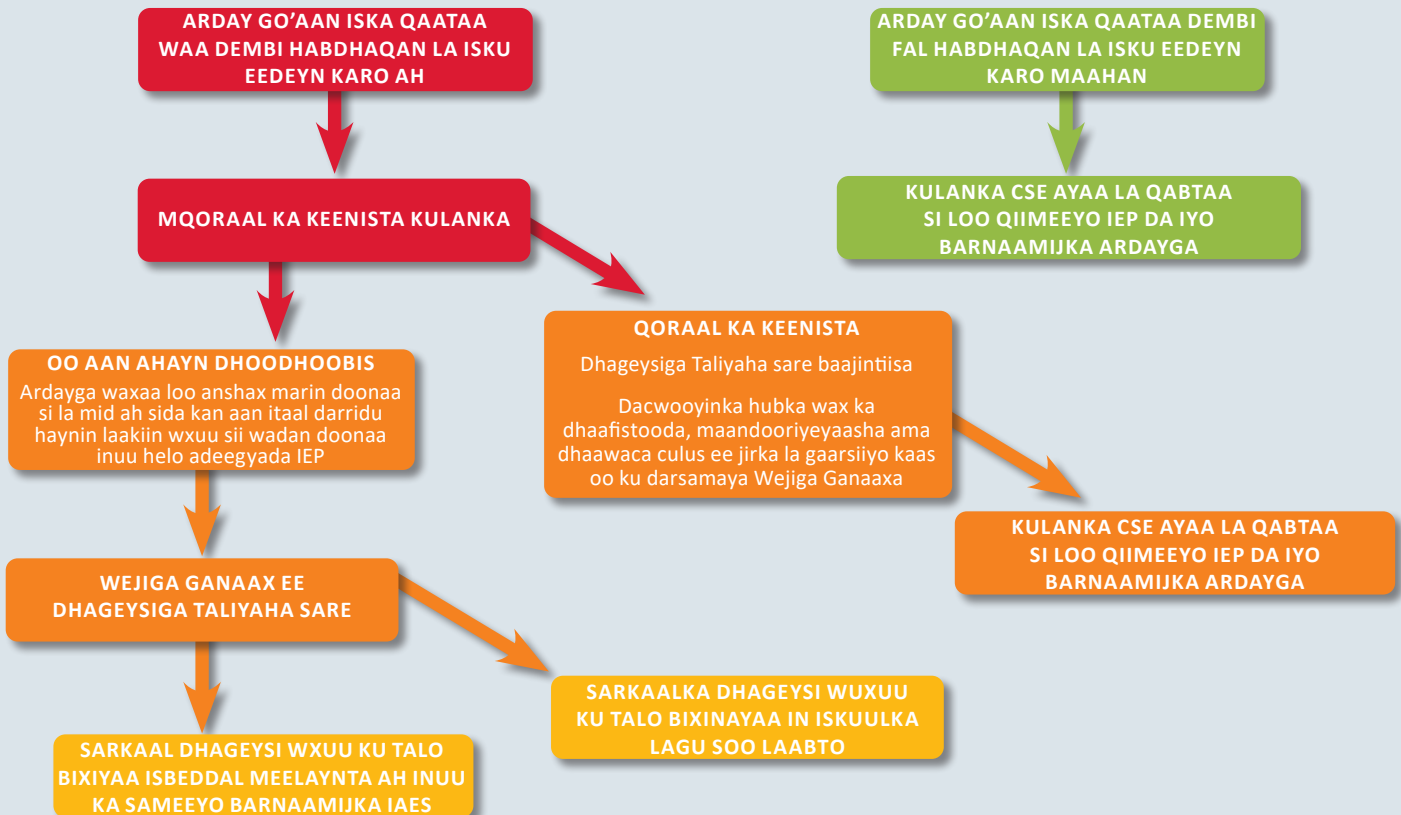 ARDAY GO’AAN ISKA QAATAA
WAA DEMBI HABDHAQAN LA ISKU
EEDEYN KARO AH
ARDAY GO’AAN ISKA QAATAA DEMBI
FAL HABDHAQAN LA ISKU EEDEYN
KARO MAAHAN
MQORAAL KA KEENISTA KULANKA
KULANKA CSE AYAA LA QABTAA
SI LOO QIIMEEYO IEP DA IYO
BARNAAMIJKA ARDAYGA
OO AAN AHAYN DHOODHOOBIS
Ardayga waxaa loo anshax marin doonaa
si la mid ah sida kan aan itaal darridu
haynin laakiin wxuu sii wadan doonaa
inuu helo adeegyada IEP
QORAAL KA KEENISTA
Dhageysiga Taliyaha sare baajintiisa
Dacwooyinka hubka wax ka
dhaafistooda, maandooriyeyaasha ama
dhaawaca culus ee jirka la gaarsiiyo kaas
oo ku darsamaya Wejiga Ganaaxa
KULANKA CSE AYAA LA QABTAA
SI LOO QIIMEEYO IEP DA IYO
BARNAAMIJKA ARDAYGA
WEJIGA GANAAX EE
DHAGEYSIGA TALIYAHA SARE
SARKAALKA DHAGEYSI WUXUU
KU TALO BIXINAYAA IN ISKUULKA
LAGU SOO LAABTO
SARKAAL DHAGEYSI WXUU KU TALO
BIXIYAA ISBEDDAL MEELAYNTA AH INUU
KA SAMEEYO BARNAAMIJKA IAES